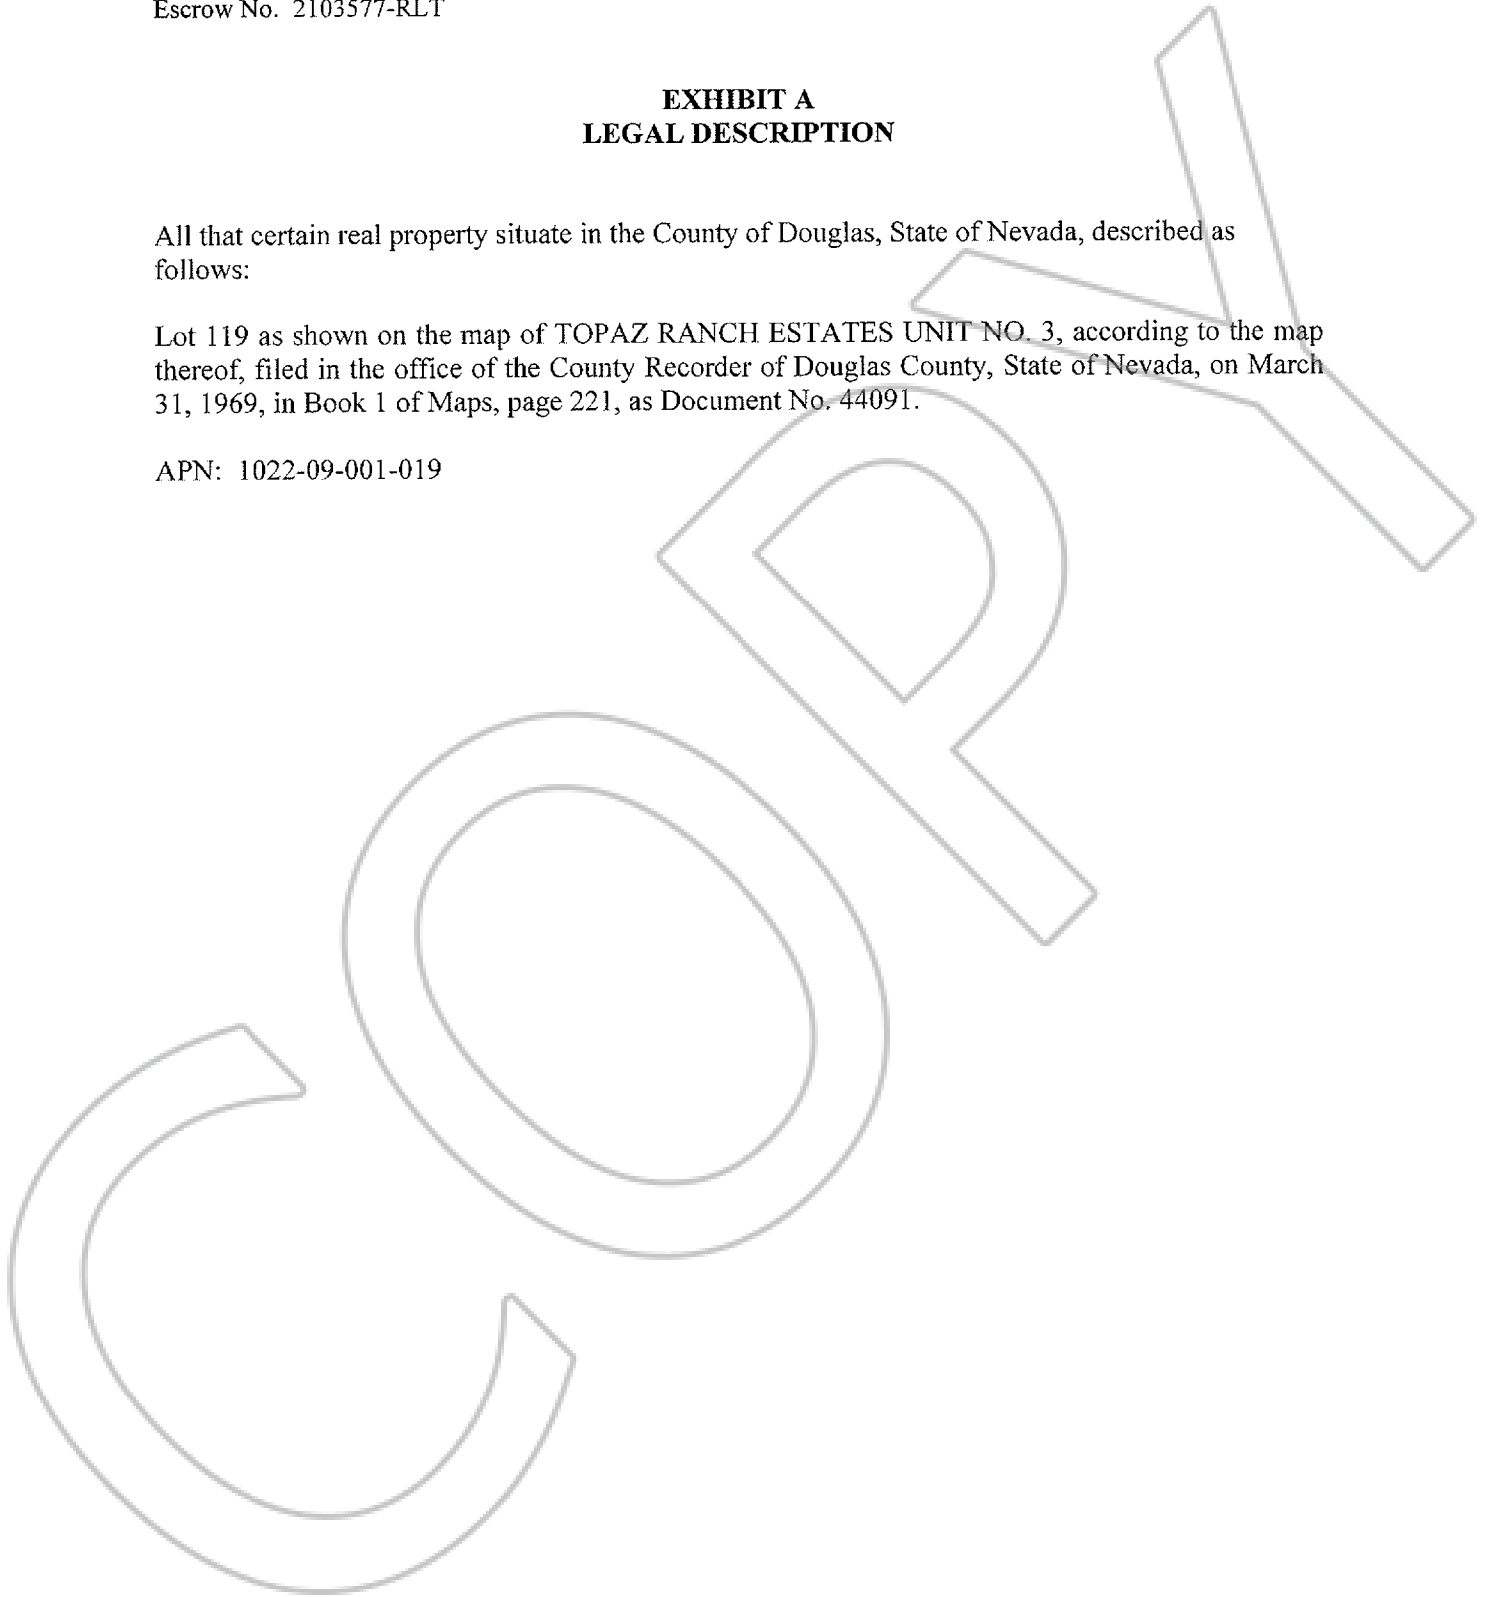 Escrow No. 2103577-RLT
EXHIBIT A
LEGAL DESCRIPTION
All that certain real property situate in the County of Douglas, State of Nevada, described as
follows:
Lot 119 as shown on the map of TOPAZ RANCH ESTATES UNIT NO. 3, according to the map
thereof, filed in the office of the County Recorder of Douglas County, State of Nevada, on March
31, 1969, in Book 1 of Maps, page 221, as Document No. 44091.
APN: 1022-09-001-019
COPY